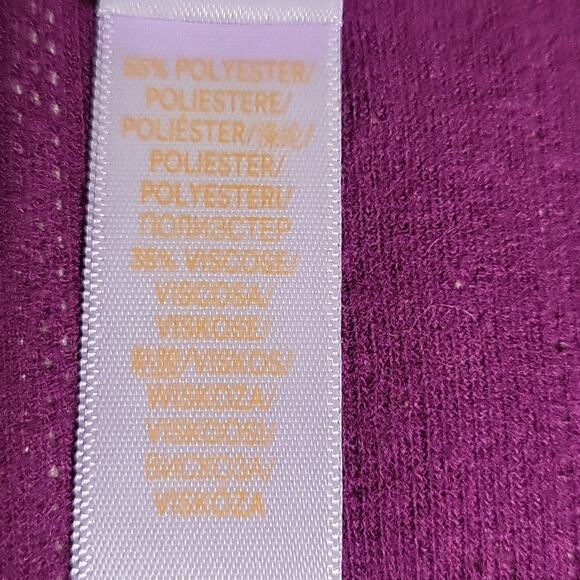 65% POLYESTER/
POLIESTERE/
POLIÉSTER/
POLIESTER/
POLYESTERI/
ПОЛИЭСТЕР
35% VISCOSE/
VISCOSA/
VISKOSE/
/VISKOS/
WISKOZA/
VISKOOSI/
ВИСКОЗА/
VISKÓZA